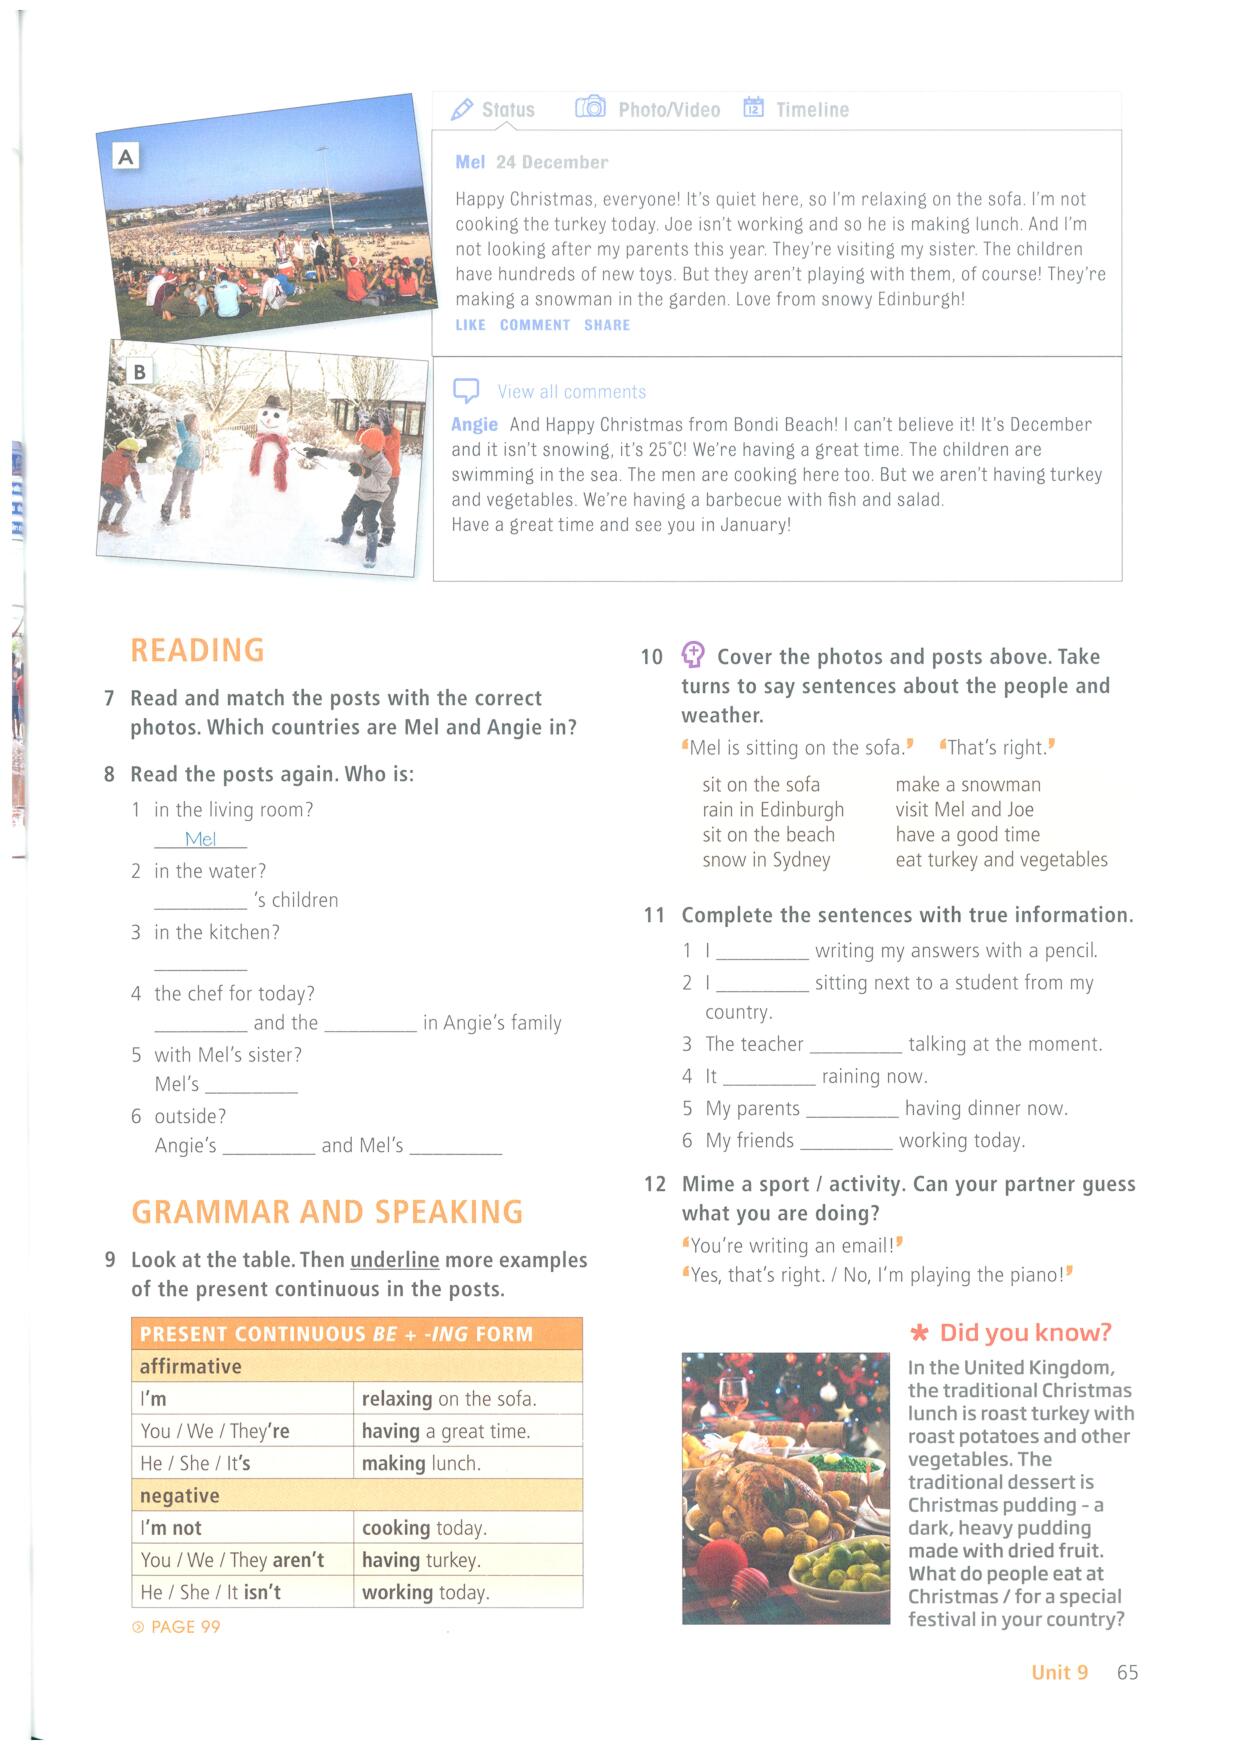 A
B
Status Photo/Video 12 Timeline
Mel 24 December
Happy Christmas, everyone! It's quiet here, so I'm relaxing on the sofa. I'm not
cooking the turkey today. Joe isn't working and so he is making lunch. And I'm
not looking after my parents this year. They're visiting my sister. The children
have hundreds of new toys. But they aren't playing with them, of course! They're
making a snowman in the garden. Love from snowy Edinburgh!
LIKE COMMENT SHARE
View all comments
Angie And Happy Christmas from Bondi Beach! I can't believe it! It's December
and it isn't snowing, it's 25°C! We're having a great time. The children are
swimming in the sea. The men are cooking here too. But we aren't having turkey
and vegetables. We're having a barbecue with fish and salad.
Have a great time and see you in January!
READING
7 Read and match the posts with the correct
photos. Which countries are Mel and Angie in?
8 Read the posts again. Who is:
1 in the living room?
Mel
2 in the water?
________ 's children
3 in the kitchen?
________
4 the chef for today?
________ and the ________ in Angie's family
5 with Mel's sister?
Mel's ________
6 outside?
Angie's ________ and Mel's ________
GRAMMAR AND SPEAKING
9 Look at the table. Then underline more examples
of the present continuous in the posts.
PRESENT CONTINUOUS BE + -ING FORM
affirmative
I'm relaxing on the sofa.
You / We / They're having a great time.
He / She / It's making lunch.
negative
I'm not cooking today.
You / We / They aren't having turkey.
He / She / It isn't working today.
PAGE 99
10 Cover the photos and posts above. Take
turns to say sentences about the people and
weather.
'Mel is sitting on the sofa.' 'That's right.'
sit on the sofa make a snowman
rain in Edinburgh visit Mel and Joe
sit on the beach have a good time
snow in Sydney eat turkey and vegetables
11 Complete the sentences with true information.
1 I ________ writing my answers with a pencil.
2 I ________ sitting next to a student from my
country.
3 The teacher ________ talking at the moment.
4 It ________ raining now.
5 My parents ________ having dinner now.
6 My friends ________ working today.
12 Mime a sport / activity. Can your partner guess
what you are doing?
'You're writing an email!'
'Yes, that's right. / No, I'm playing the piano!'
* Did you know?
In the United Kingdom,
the traditional Christmas
lunch is roast turkey with
roast potatoes and other
vegetables. The
traditional dessert is
Christmas pudding – a
dark, heavy pudding
made with dried fruit.
What do people eat at
Christmas / for a special
festival in your country?
Unit 9 65